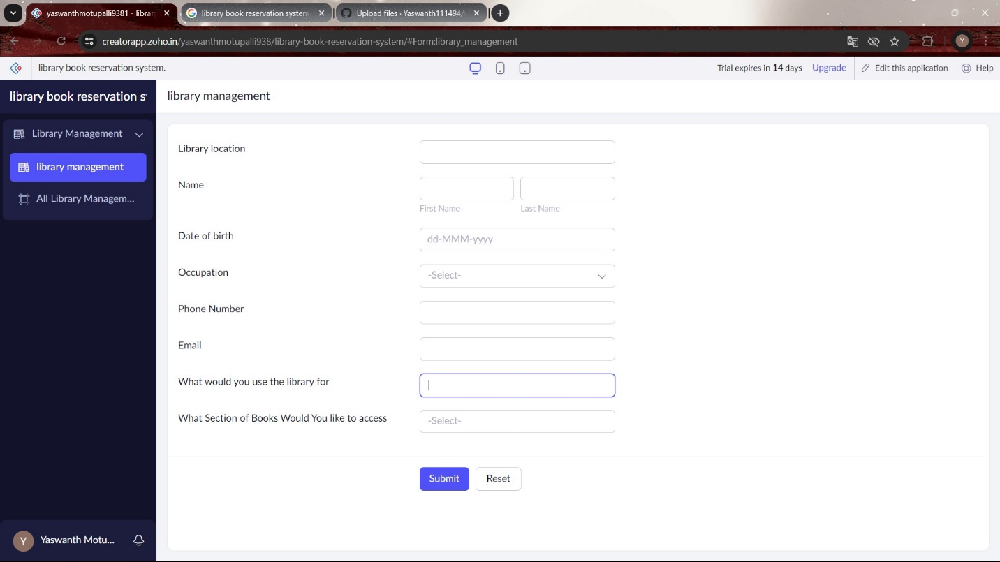 yaswanthmotupalli9381 - librar
library book reservation system
Upload files · Yaswanth111494/
creatorapp.zoho.in/yaswanthmotupalli938/library-book-reservation-system/#Form:library_management
Y
library book reservation system.
Trial expires in 14 days
Upgrade
Edit this application
Help
library book reservation s
library management
Library Management
library management
All Library Managem...
Library location
Name
First Name
Last Name
Date of birth
dd-MMM-yyyy
Occupation
-Select-
Phone Number
Email
What would you use the library for
What Section of Books Would You like to access
-Select-
Submit
Reset
Y
Yaswanth Motu...